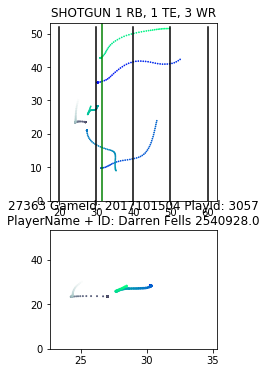 SHOTGUN 1 RB, 1 TE, 3 WR
50
40
30
20
10
0
20 30 40 50 60
27363 GameId: 2017101504 PlayId: 3057
PlayerName + ID: Darren Fells 2540928.0
40
20
0
25 30 35